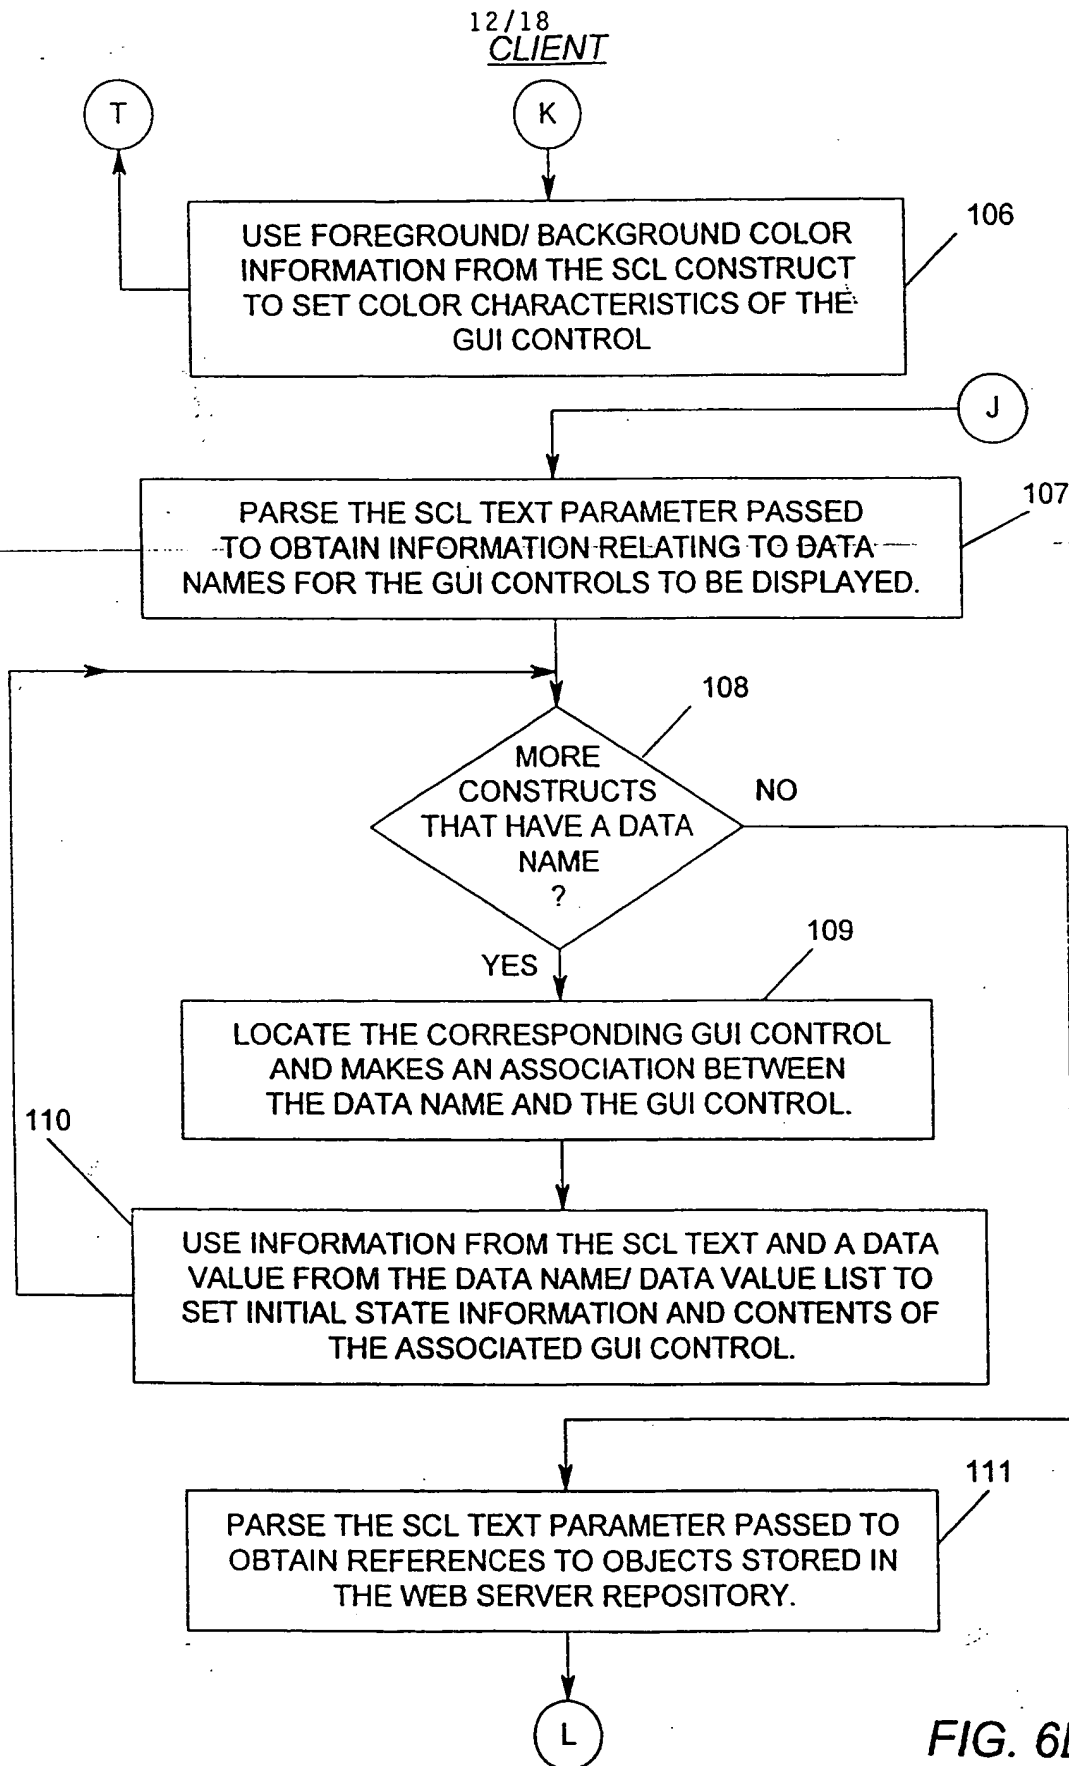 12/18
CLIENT
T
K
106
USE FOREGROUND/ BACKGROUND COLOR
INFORMATION FROM THE SCL CONSTRUCT
TO SET COLOR CHARACTERISTICS OF THE
GUI CONTROL
J
107
PARSE THE SCL TEXT PARAMETER PASSED
TO OBTAIN INFORMATION RELATING TO DATA
NAMES FOR THE GUI CONTROLS TO BE DISPLAYED.
108
MORE
CONSTRUCTS
THAT HAVE A DATA
NAME
?
NO
YES
109
LOCATE THE CORRESPONDING GUI CONTROL
AND MAKES AN ASSOCIATION BETWEEN
THE DATA NAME AND THE GUI CONTROL.
110
USE INFORMATION FROM THE SCL TEXT AND A DATA
VALUE FROM THE DATA NAME/ DATA VALUE LIST TO
SET INITIAL STATE INFORMATION AND CONTENTS OF
THE ASSOCIATED GUI CONTROL.
111
PARSE THE SCL TEXT PARAMETER PASSED TO
OBTAIN REFERENCES TO OBJECTS STORED IN
THE WEB SERVER REPOSITORY.
L
FIG.